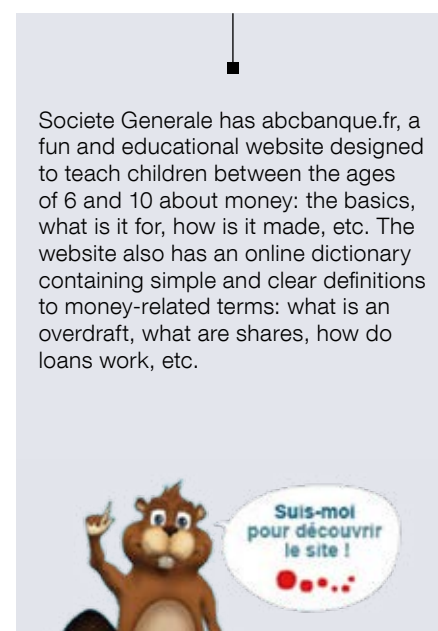 Societe Generale has abcbanque.fr, a
fun and educational website designed
to teach children between the ages
of 6 and 10 about money: the basics,
what is it for, how is it made, etc. The
website also has an online dictionary
containing simple and clear definitions
to money-related terms: what is an
overdraft, what are shares, how do
loans work, etc.
Suis-moi
pour découvrir
le site !